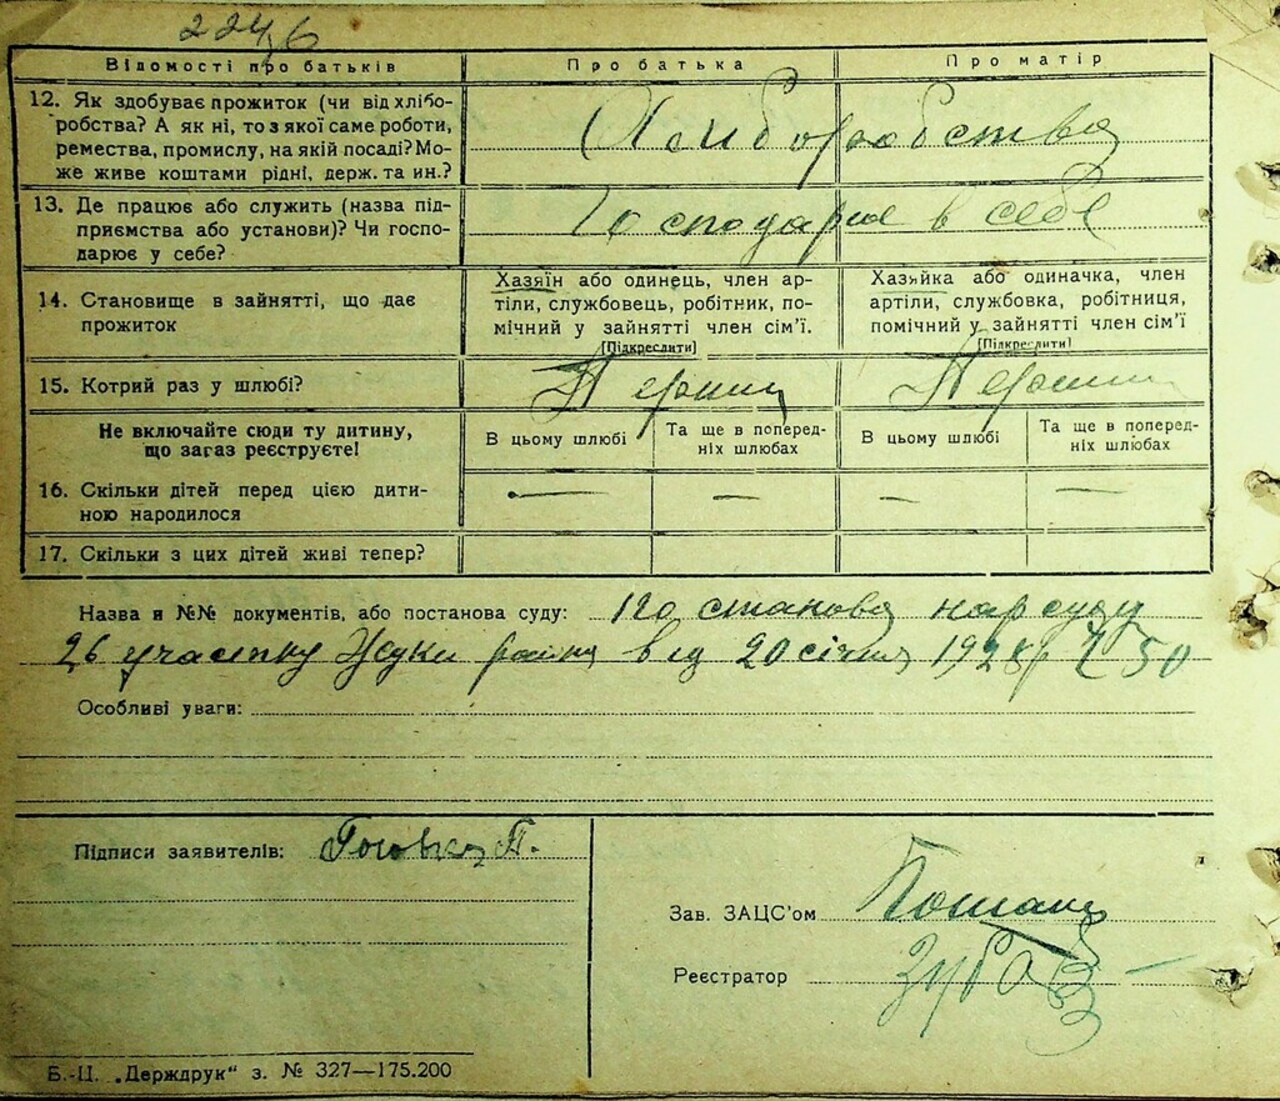 224б
Відомості про батьків
Про батька
Про матір
12. Як здобуває прожиток (чи від хлібо-
робства? А як ні, то з якої саме роботи,
ремества, промислу, на якій посаді? Мо-
же живе коштами рідні, держ. та ин.?
Хлиборобства
13. Де працює або служить (назва під-
приємства або установи)? Чи госпо-
дарює у себе?
Господарює в себе
14. Становище в зайнятті, що дає
прожиток
Хазяїн або одинець, член ар-
тіли, службовець, робітник, по-
мічний у зайнятті член сім'ї.
[Підкреслити]
Хазяйка або одиначка, член
артіли, службовка, робітниця,
помічний у зайнятті член сім'ї
[Підкреслити]
15. Котрий раз у шлюбі?
Не включайте сюди ту дитину,
що загаз реєструєте!
В цьому шлюбі
Та ще в поперед-
ніх шлюбах
В цьому шлюбі
Та ще в поперед-
ніх шлюбах
16. Скільки дітей перед цією дити-
ною народилося
— — — —
17. Скільки з цих дітей живі тепер?
Назва и №№ документів, або постанова суду: Постанова нарсуду
26 участку району від 20 січня 1928р № 50
Особливі уваги:
Підписи заявителів:
Зав. ЗАЦС'ом
Реєстратор
Б.-Ц. „Держдрук“ з. № 327—175.200